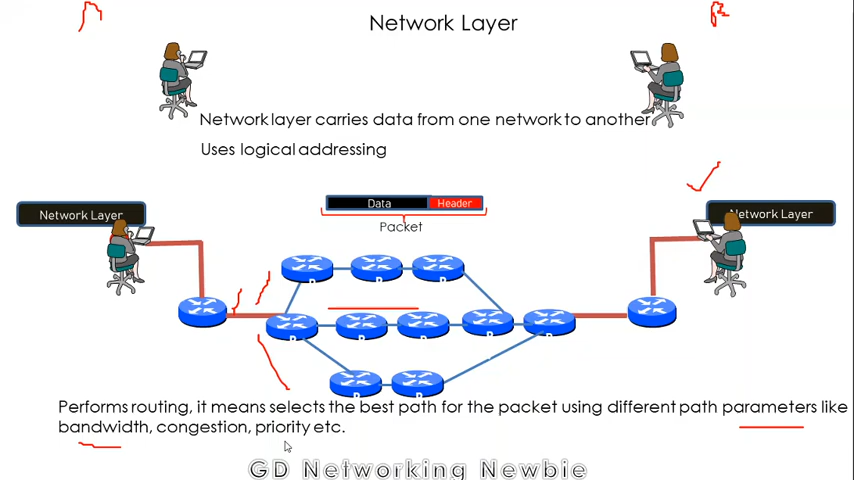 Network Layer
Network layer carries data from one network to another
Uses logical addressing
Network Layer
Data Header
Network Layer
Packet
Performs routing, it means selects the best path for the packet using different path parameters like
bandwidth, congestion, priority etc.
GD Networking Newbie